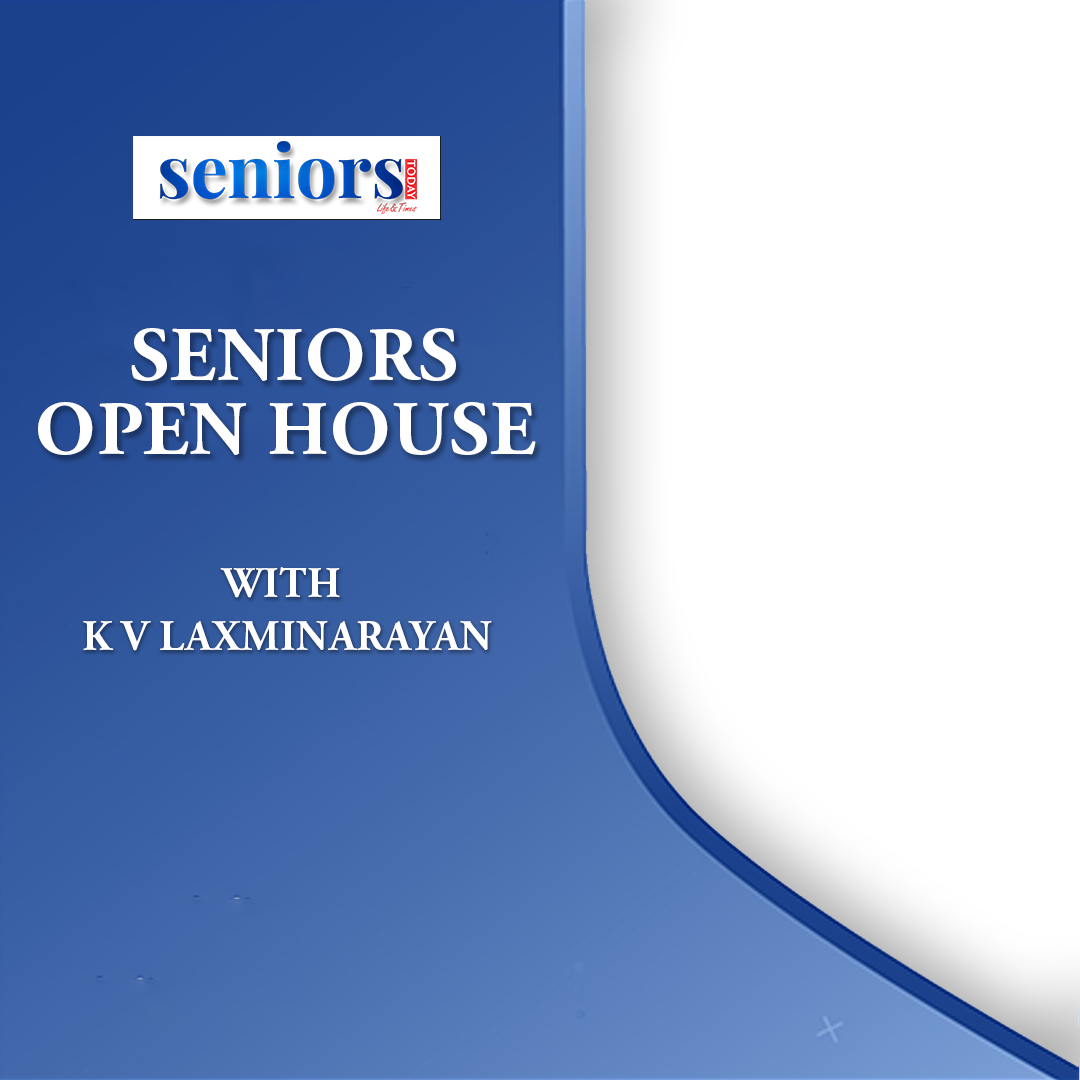 seniors TODAY
Life & Times
SENIORS
OPEN HOUSE
WITH
K V LAXMINARAYAN